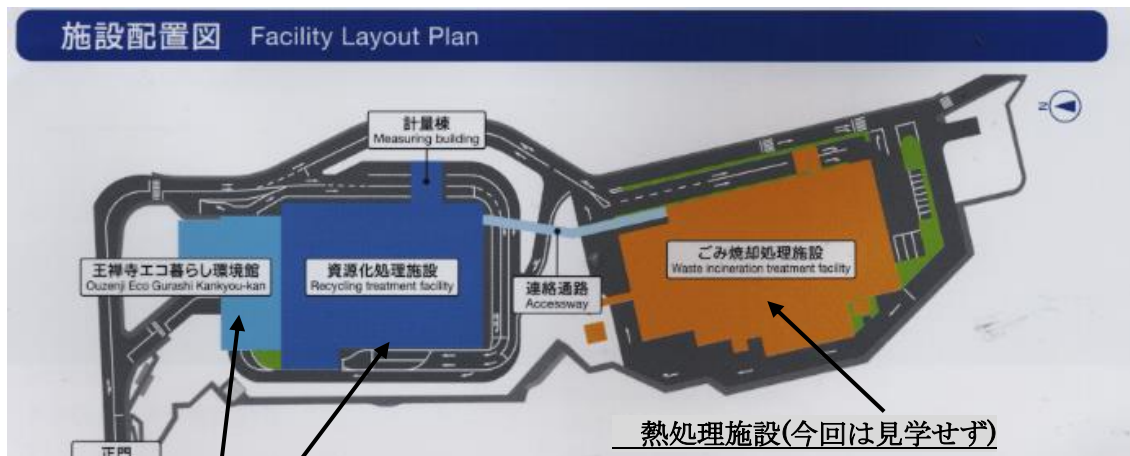 施設配置図 Facility Layout Plan
計量棟
Measuring building
N
王禅寺エコ暮らし環境館
Ouzenji Eco Gurashi Kankyou-kan
資源化処理施設
Recycling treatment facility
連絡通路
Accessway
ごみ焼却処理施設
Waste incineration treatment facility
熱処理施設(今回は見学せず)
正門